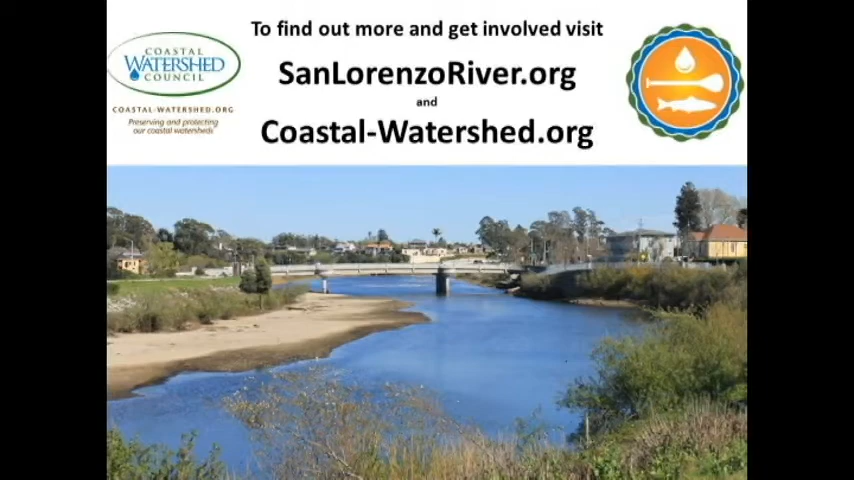 To find out more and get involved visit
SanLorenzoRiver.org
and
Coastal-Watershed.org
COASTAL
WATERSHED
COUNCIL
COASTAL-WATERSHED.ORG
Preserving and protecting
our coastal watersheds